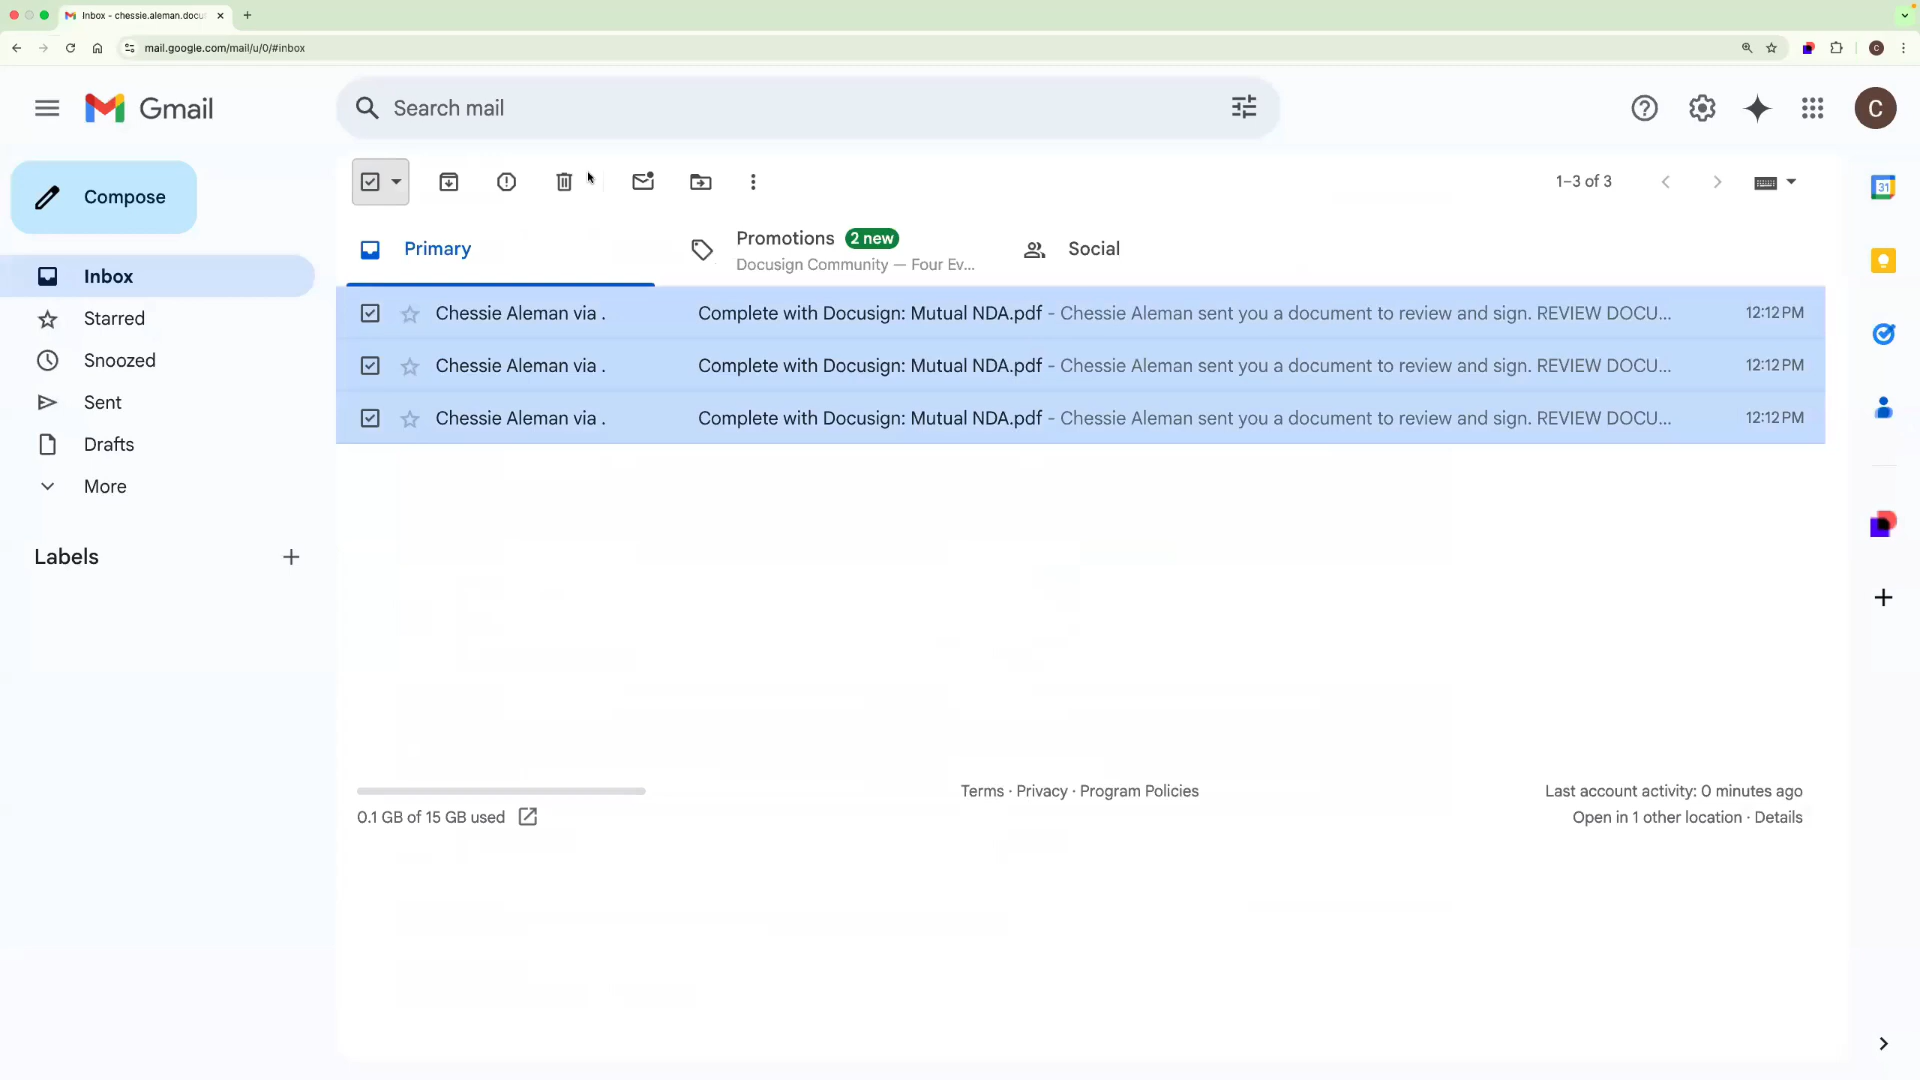 Inbox - chessie.aleman.docu
mail.google.com/mail/u/0/#inbox
C
Gmail
Search mail
C
Compose
1–3 of 3
31
Primary
Promotions 2 new
Docusign Community — Four Ev...
Social
Inbox
Starred
Snoozed
Sent
Drafts
More
Labels
Chessie Aleman via . Complete with Docusign: Mutual NDA.pdf - Chessie Aleman sent you a document to review and sign. REVIEW DOCU... 12:12 PM
Chessie Aleman via . Complete with Docusign: Mutual NDA.pdf - Chessie Aleman sent you a document to review and sign. REVIEW DOCU... 12:12 PM
Chessie Aleman via . Complete with Docusign: Mutual NDA.pdf - Chessie Aleman sent you a document to review and sign. REVIEW DOCU... 12:12 PM
0.1 GB of 15 GB used
Terms · Privacy · Program Policies
Last account activity: 0 minutes ago
Open in 1 other location · Details